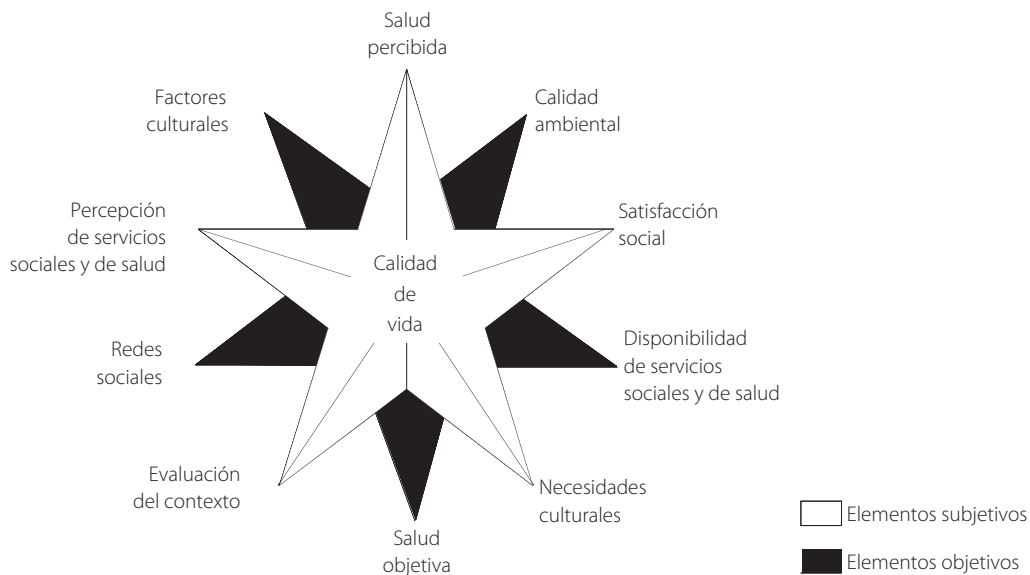 Salud
percibida
Factores
culturales
Calidad
ambiental
Percepción
de servicios
sociales y de salud
Satisfacción
social
Calidad
de
vida
Redes
sociales
Disponibilidad
de servicios
sociales y de salud
Evaluación
del contexto
Necesidades
culturales
Salud
objetiva
Elementos subjetivos
Elementos objetivos